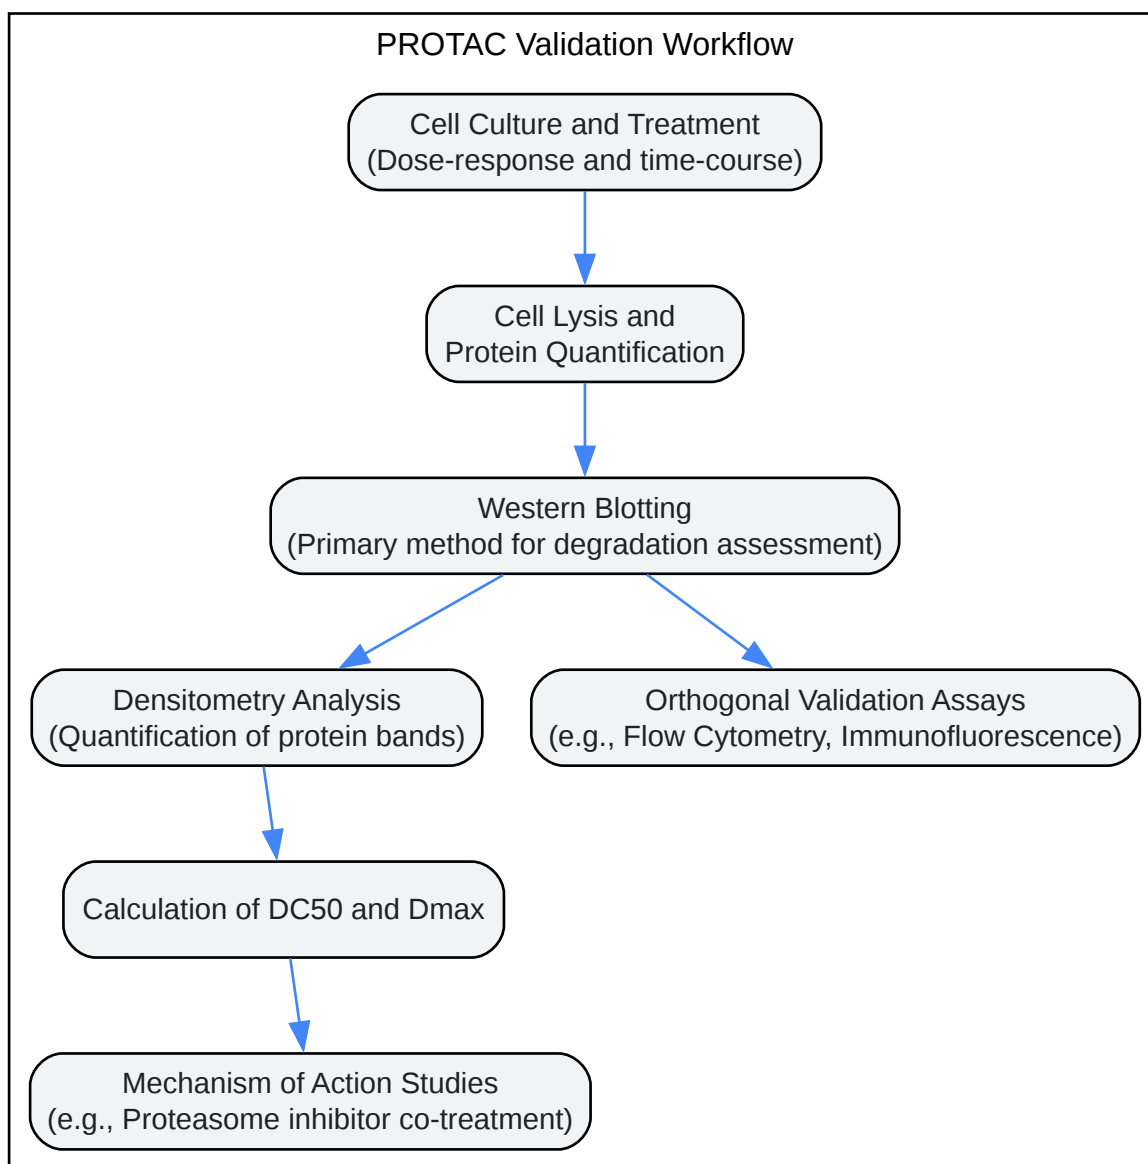 PROTAC Validation Workflow
Cell Culture and Treatment
(Dose-response and time-course)
Cell Lysis and
Protein Quantification
Western Blotting
(Primary method for degradation assessment)
Densitometry Analysis
(Quantification of protein bands)
Orthogonal Validation Assays
(e.g., Flow Cytometry, Immunofluorescence)
Calculation of DC50 and Dmax
Mechanism of Action Studies
(e.g., Proteasome inhibitor co-treatment)